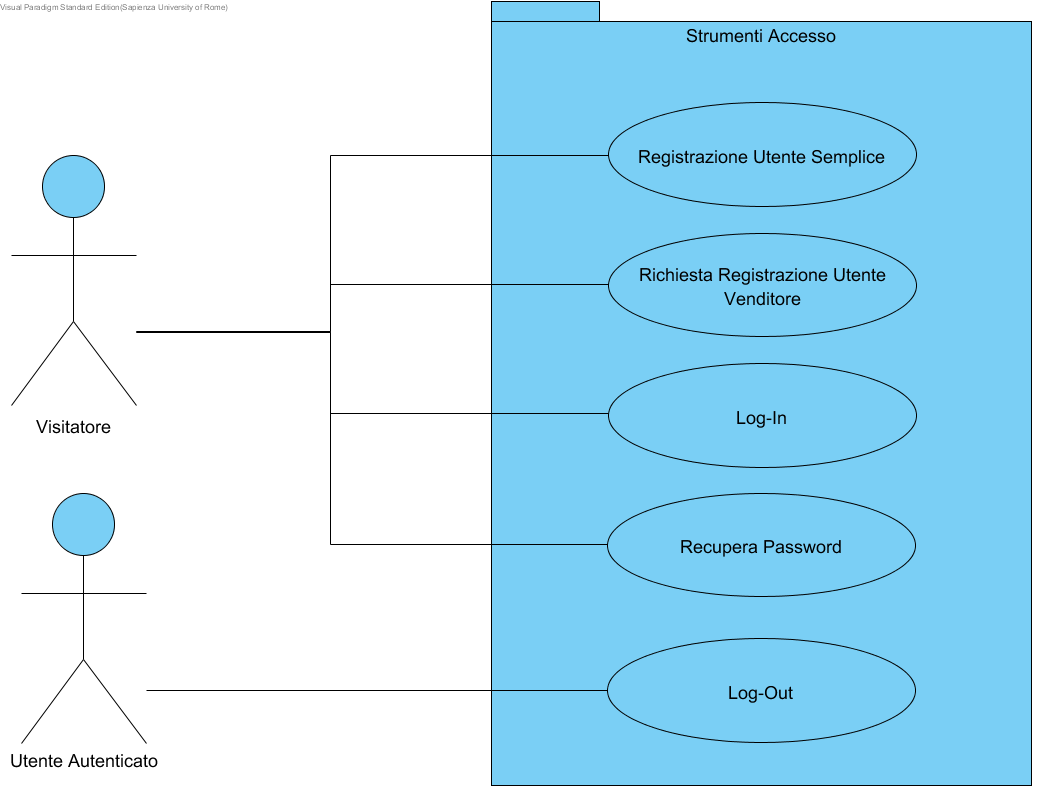 Visual Paradigm Standard Edition(Sapienza University of Rome)
Strumenti Accesso
Registrazione Utente Semplice
Richiesta Registrazione Utente
Venditore
Log-In
Visitatore
Recupera Password
Log-Out
Utente Autenticato